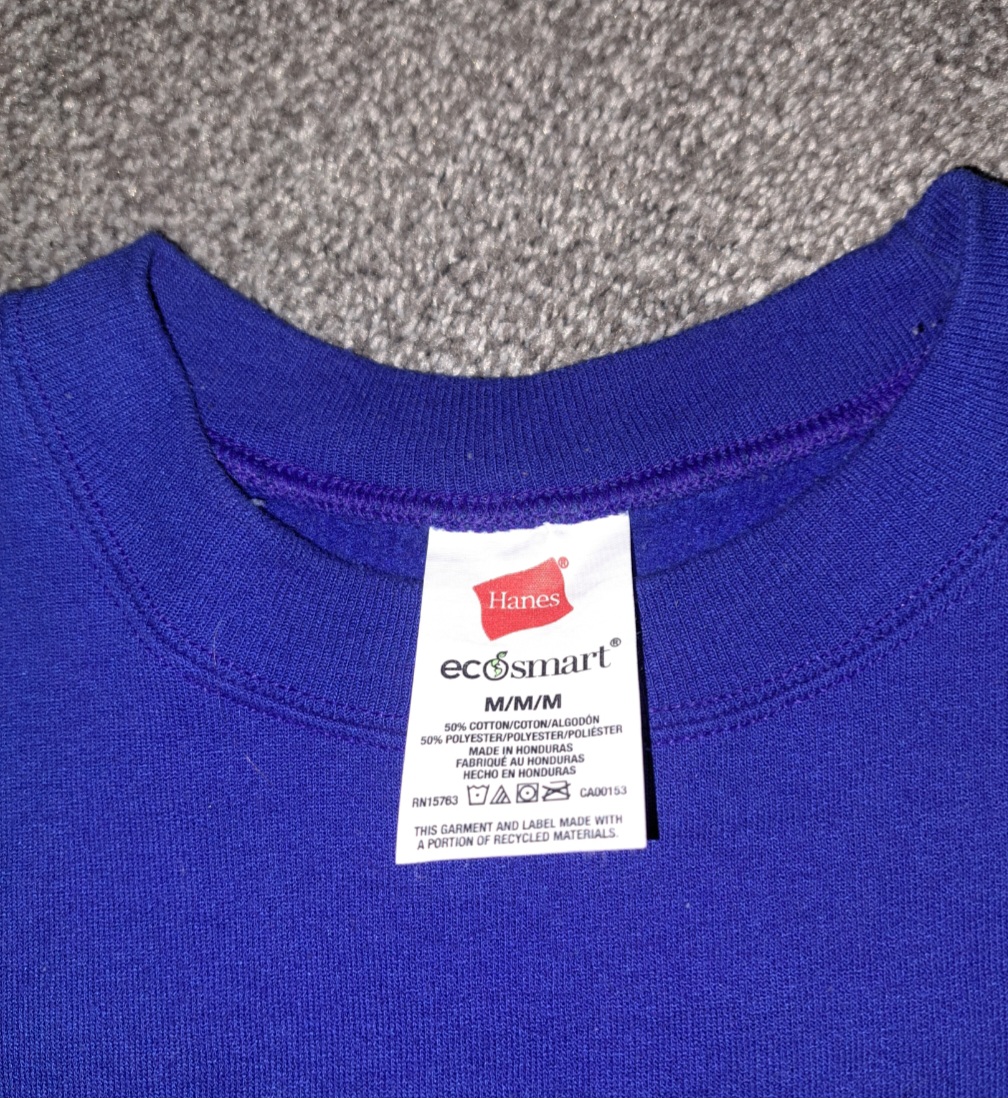 Hanes®
ecosmart®
M/M/M
50% COTTON/COTON/ALGODÓN
50% POLYESTER/POLYESTER/POLIÉSTER
MADE IN HONDURAS
FABRIQUÉ AU HONDURAS
HECHO EN HONDURAS
RN15763 CA00153
THIS GARMENT AND LABEL MADE WITH
A PORTION OF RECYCLED MATERIALS.